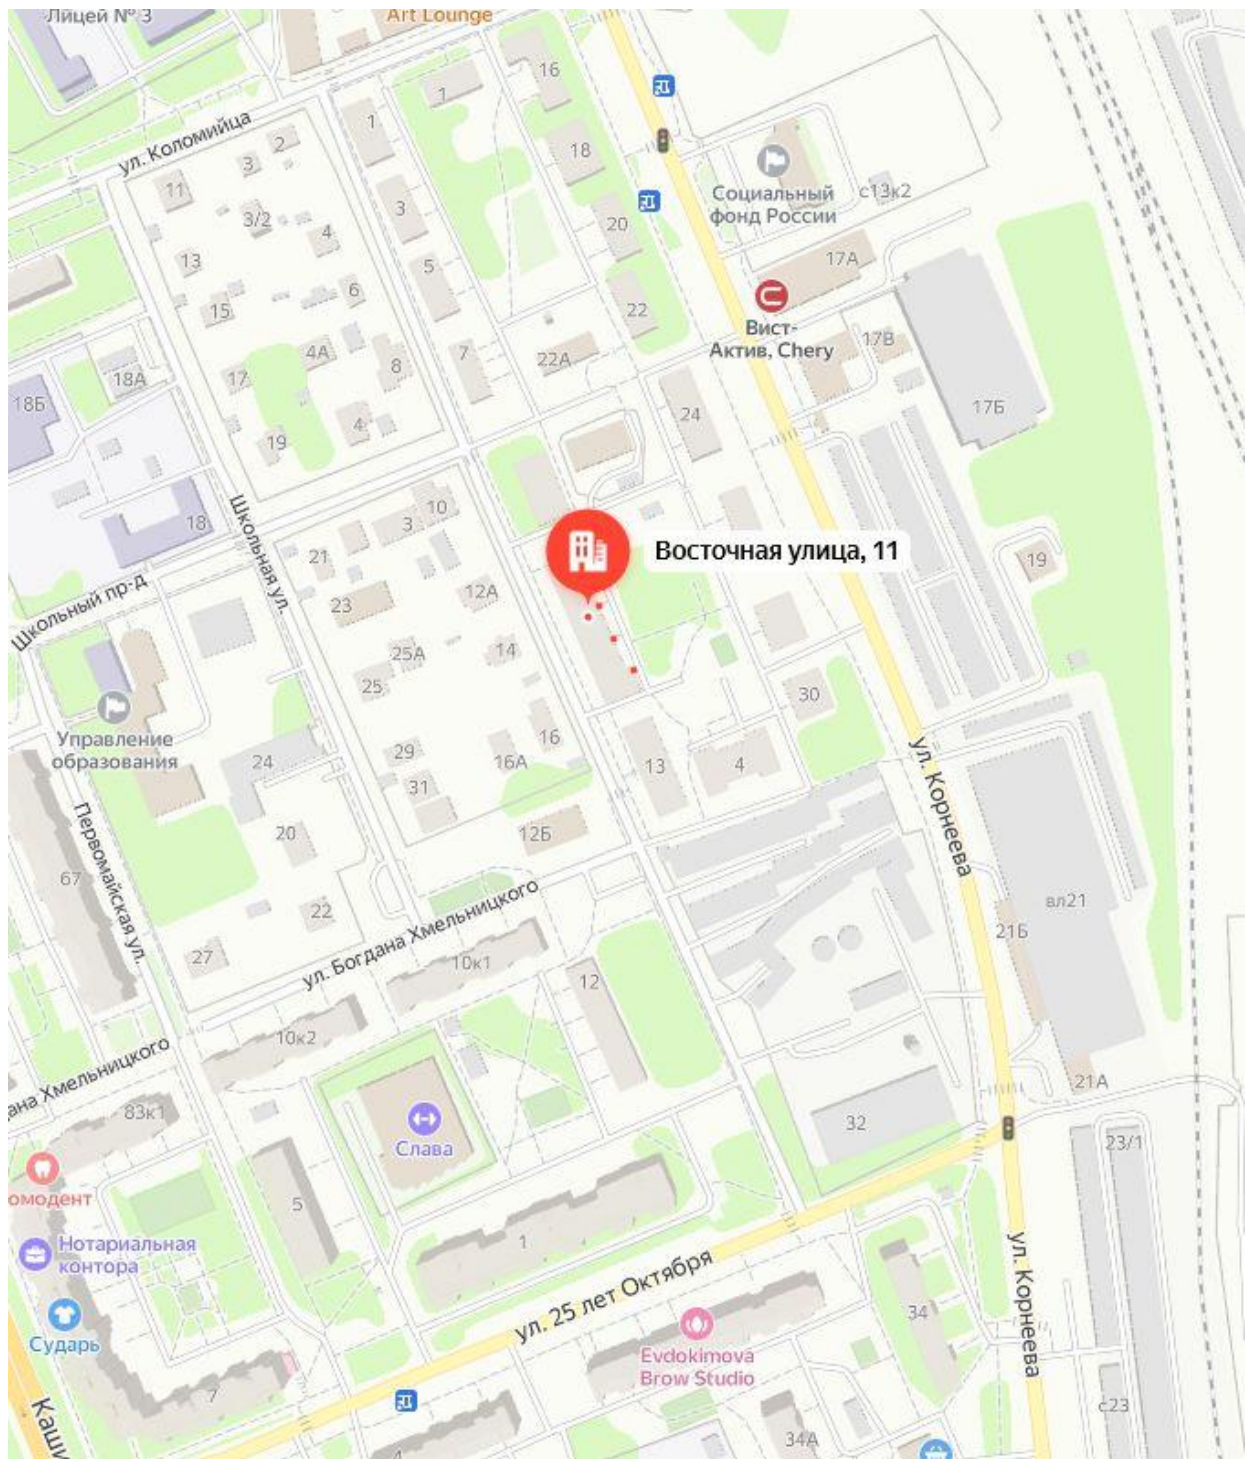 Лицей № 3
Art Lounge
16
1
1
ул. Коломийца
2
3
18
11
Социальный
фонд России
с13к2
3/2
3
4
20
13
5
17А
6
15
22
Вист-
Актив, Chery
17В
4А
7
22А
8
18А
17
18Б
17Б
24
4
19
Школьная ул.
10
3
18
21
Восточная улица, 11
19
Школьный пр-д
23
12А
25А
14
25
30
Управление
образования
16
29
24
16А
13
4
ул. Корнеева
31
12Б
20
Первомайская ул.
67
вл21
22
ул. Богдана Хмельницкого
21Б
27
10к1
12
10к2
дана Хмельницкого
21А
83к1
32
Слава
23/1
омодент
5
Нотариальная
контора
1
ул. 25 лет Октября
ул. Корнеева
34
Сударь
Evdokimova
Brow Studio
7
с23
Каши
34А
4